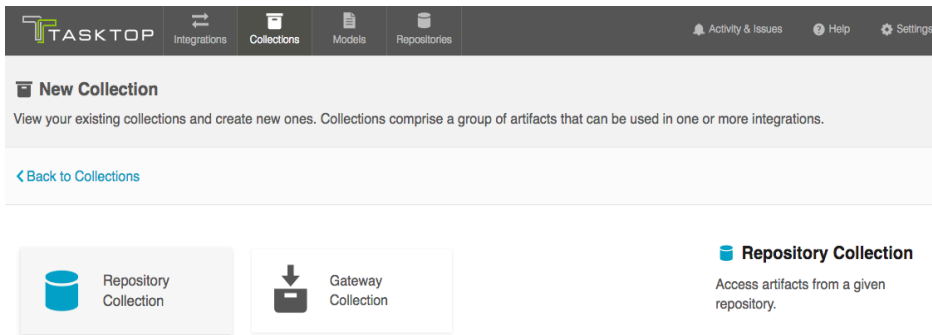 TASKTOP
Integrations
Collections
Models
Repositories
Activity & Issues
Help
Settings
New Collection
View your existing collections and create new ones. Collections comprise a group of artifacts that can be used in one or more integrations.
Back to Collections
Repository
Collection
Gateway
Collection
Repository Collection
Access artifacts from a given
repository.